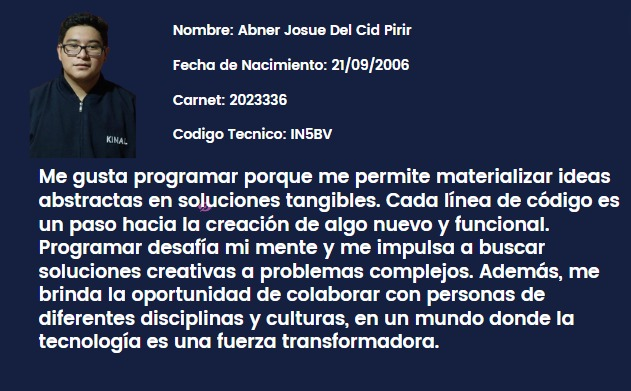 Nombre: Abner Josue Del Cid Pirir
Fecha de Nacimiento: 21/09/2006
Carnet: 2023336
Codigo Tecnico: IN5BV
KINAL
Me gusta programar porque me permite materializar ideas
abstractas en soluciones tangibles. Cada línea de código es
un paso hacia la creación de algo nuevo y funcional.
Programar desafía mi mente y me impulsa a buscar
soluciones creativas a problemas complejos. Además, me
brinda la oportunidad de colaborar con personas de
diferentes disciplinas y culturas, en un mundo donde la
tecnología es una fuerza transformadora.